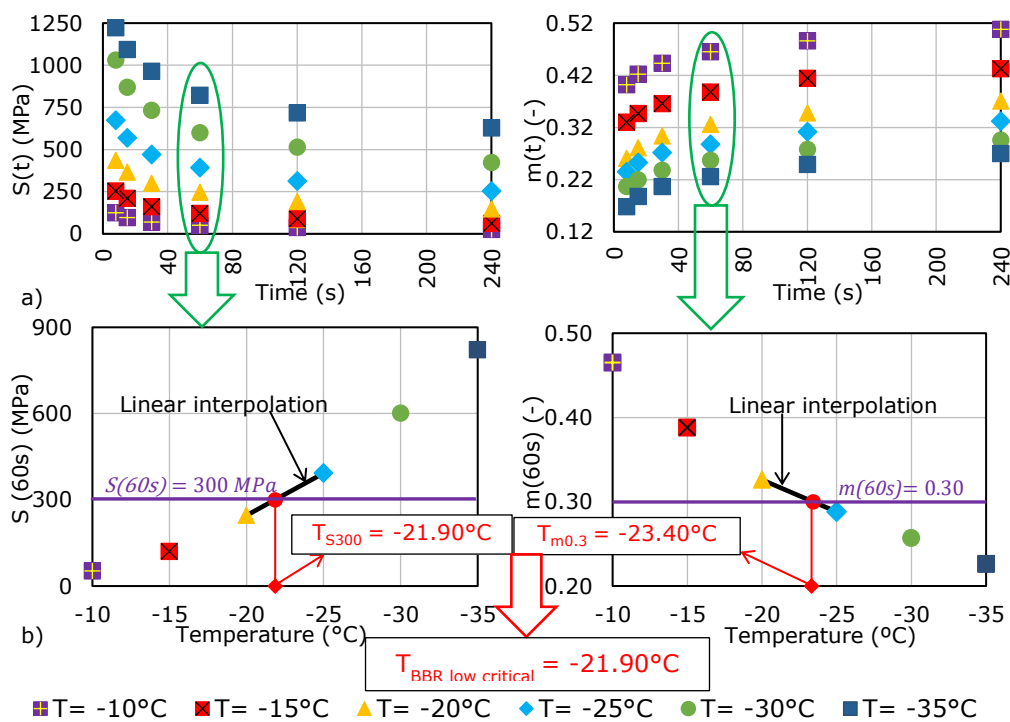 1250
1000
750
500
250
0
S(t) (MPa)
0
40
80
120
160
200
240
Time (s)
a)
0.52
0.42
0.32
0.22
0.12
m(t) (-)
0
40
80
120
160
200
240
Time (s)
900
600
300
0
S (60s) (MPa)
Linear interpolation
S(60s) = 300 MPa
T_S300 = -21.90°C
-10
-15
-20
-25
-30
-35
Temperature (°C)
b)
0.50
0.40
0.30
0.20
m(60s) (-)
Linear interpolation
m(60s)= 0.30
T_m0.3 = -23.40°C
-10
-15
-20
-25
-30
-35
Temperature (ºC)
T_BBR low critical = -21.90°C
T= -10°C T= -15°C T= -20°C T= -25°C T= -30°C T= -35°C